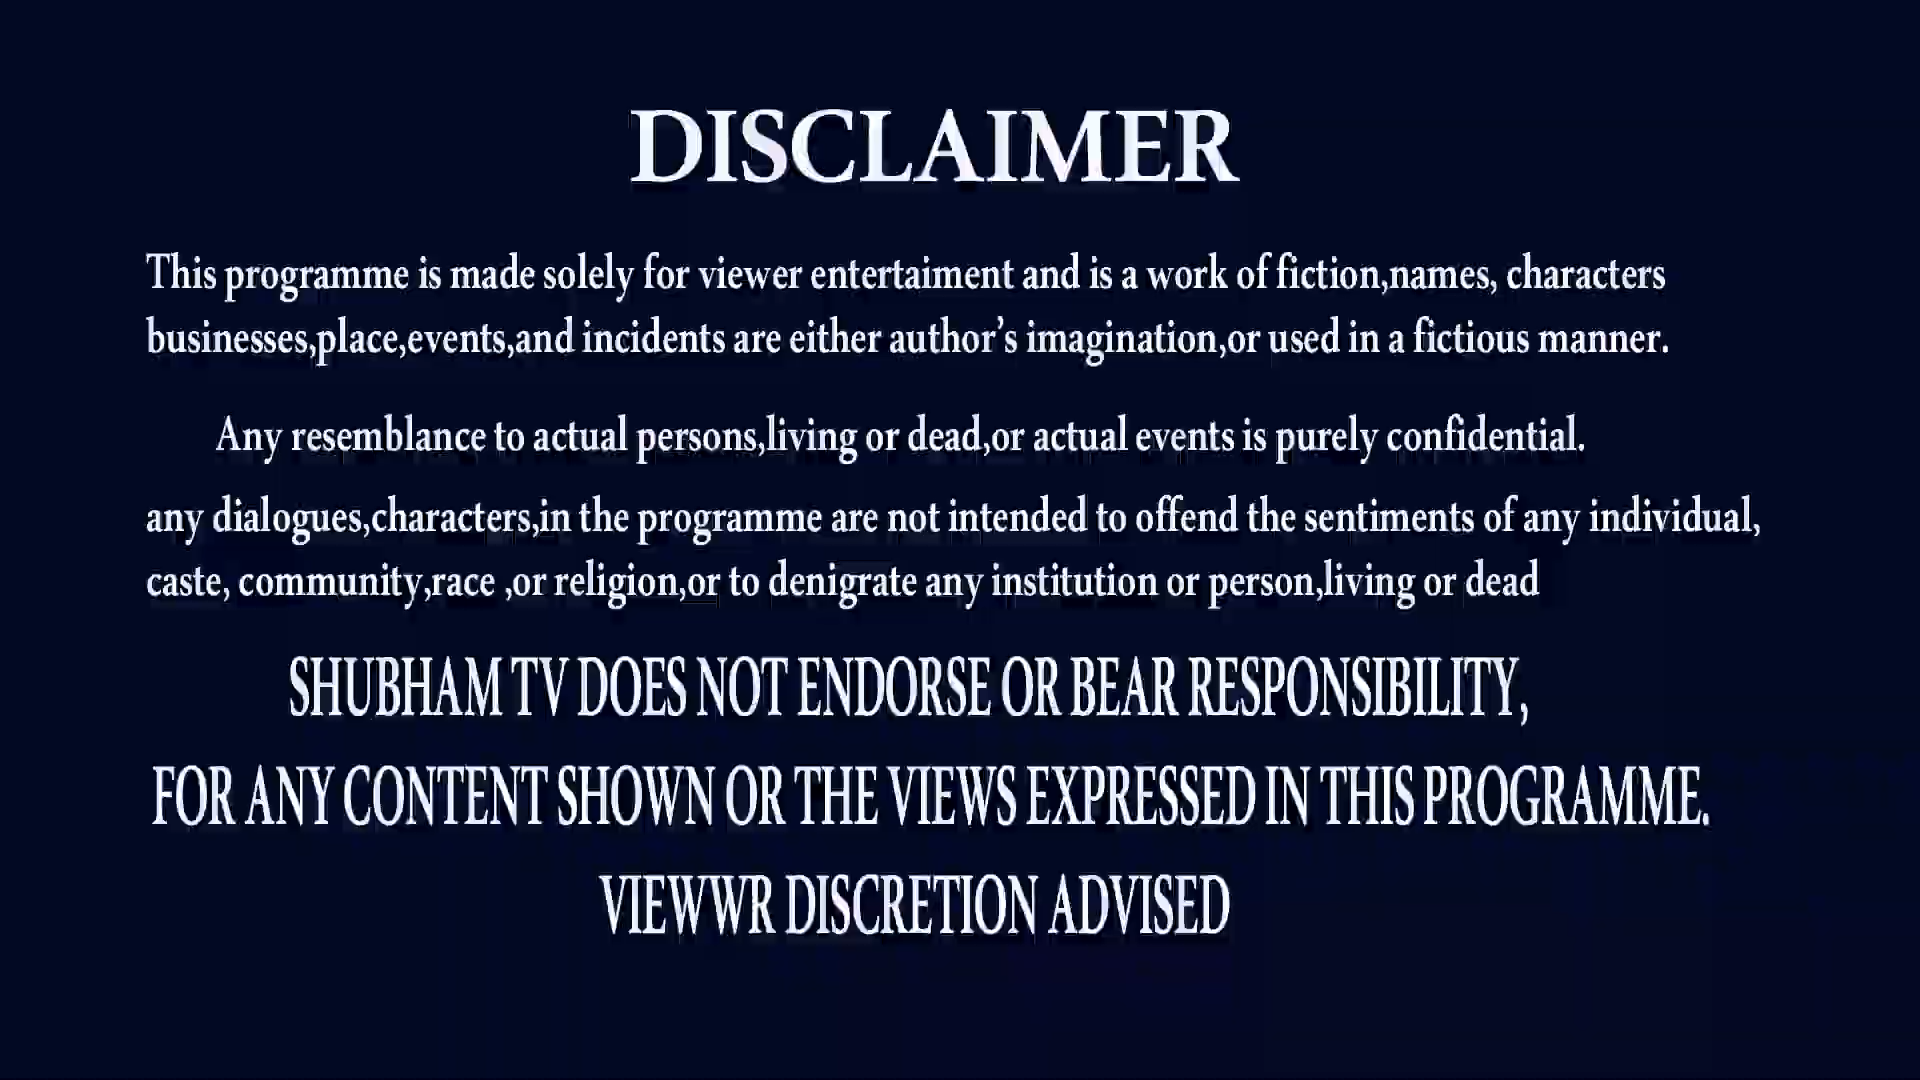 DISCLAIMER
This programme is made solely for viewer entertaiment and is a work of fiction,names, characters
businesses,place,events,and incidents are either author’s imagination,or used in a fictious manner.
Any resemblance to actual persons,living or dead,or actual events is purely confidential.
any dialogues,characters,in the programme are not intended to offend the sentiments of any individual,
caste, community,race ,or religion,or to denigrate any institution or person,living or dead
SHUBHAM TV DOES NOT ENDORSE OR BEAR RESPONSIBILITY,
FOR ANY CONTENT SHOWN OR THE VIEWS EXPRESSED IN THIS PROGRAMME.
VIEWWR DISCRETION ADVISED